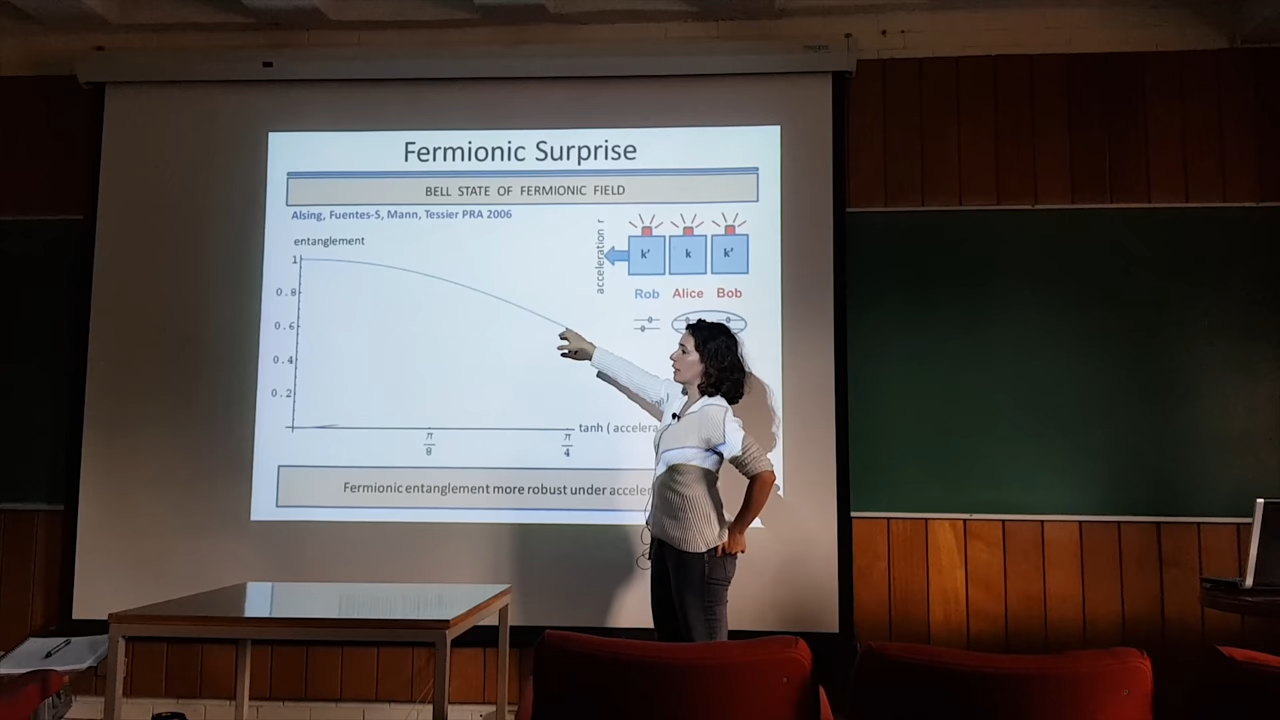 Fermionic Surprise
BELL STATE OF FERMIONIC FIELD
Alsing, Fuentes-S, Mann, Tessier PRA 2006
entanglement
1
0.8
0.6
0.4
0.2
π
8
π
4
tanh ( accelera
acceleration r
k’ k k’
Rob Alice Bob
Fermionic entanglement more robust under acceler